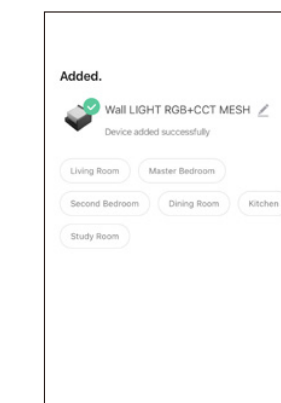 Added.
Wall LIGHT RGB+CCT MESH
Device added successfully
Living Room Master Bedroom
Second Bedroom Dining Room Kitchen
Study Room